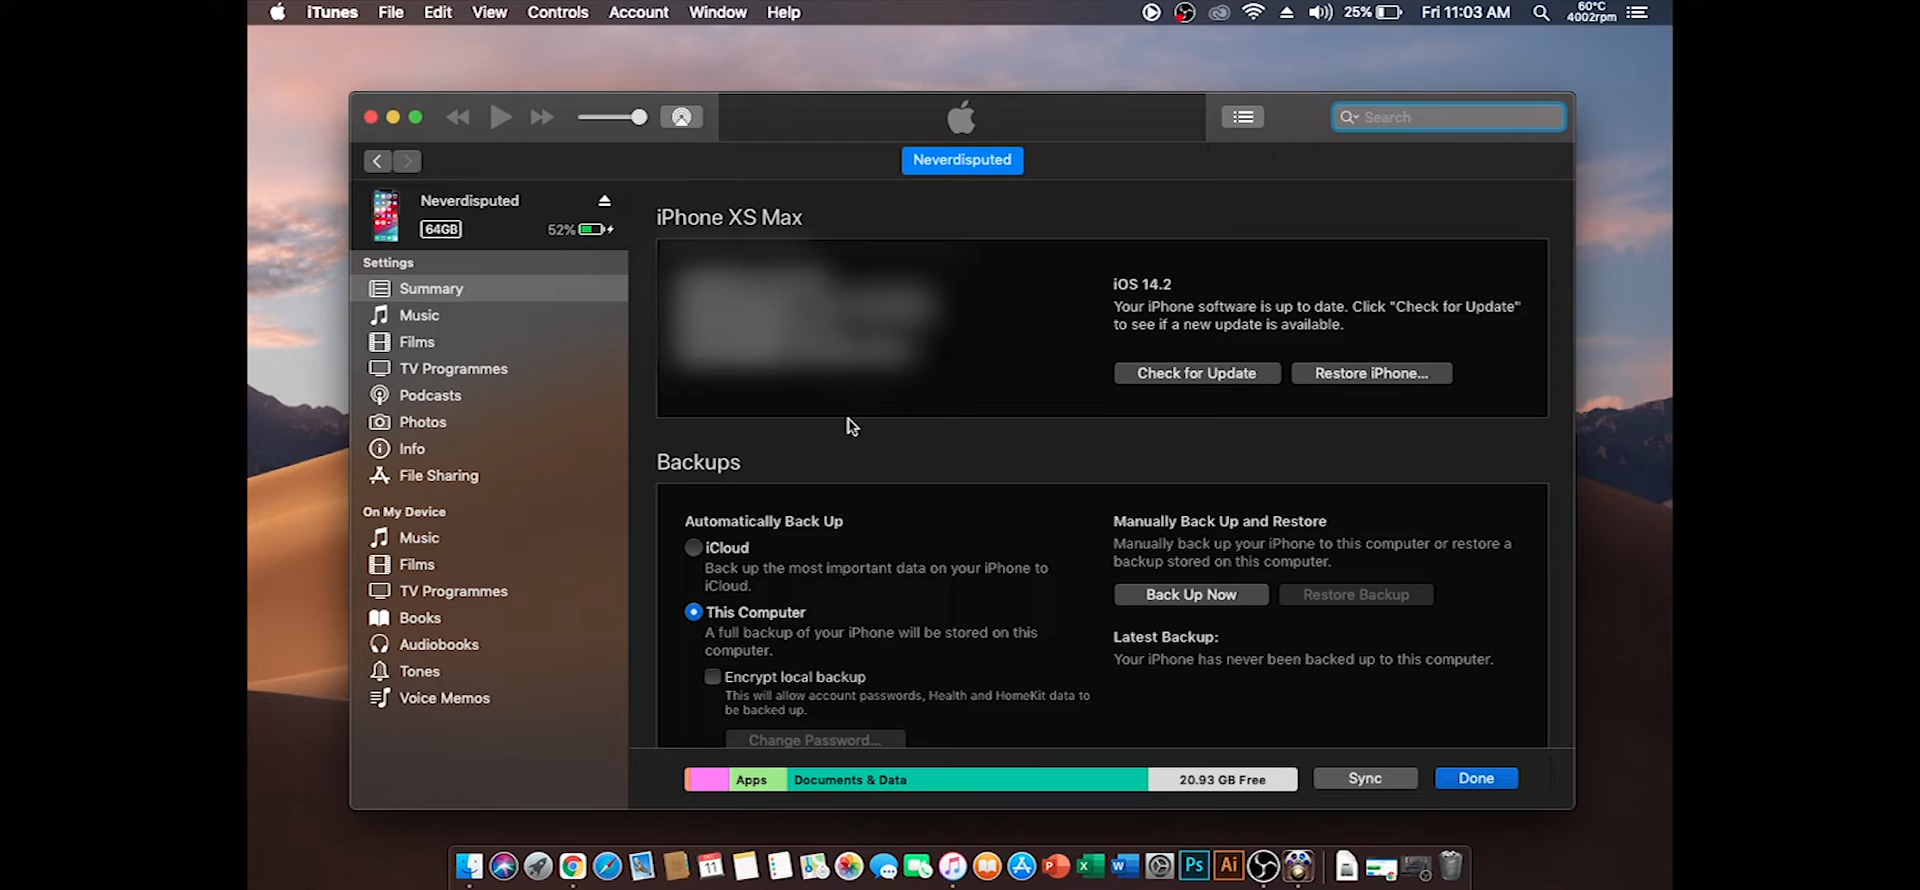 iTunes File Edit View Controls Account Window Help 25% Fri 11:03 AM 60°C
4002rpm
Search
Neverdisputed
Neverdisputed
64GB 52%
Settings
Summary
Music
Films
TV Programmes
Podcasts
Photos
Info
File Sharing
On My Device
Music
Films
TV Programmes
Books
Audiobooks
Tones
Voice Memos
iPhone XS Max
iOS 14.2
Your iPhone software is up to date. Click "Check for Update"
to see if a new update is available.
Check for Update Restore iPhone...
Backups
Automatically Back Up
iCloud
Back up the most important data on your iPhone to
iCloud.
This Computer
A full backup of your iPhone will be stored on this
computer.
Encrypt local backup
This will allow account passwords, Health and HomeKit data to
be backed up.
Change Password...
Manually Back Up and Restore
Manually back up your iPhone to this computer or restore a
backup stored on this computer.
Back Up Now Restore Backup
Latest Backup:
Your iPhone has never been backed up to this computer.
Apps Documents & Data 20.93 GB Free Sync Done
11 P X W Ps Ai